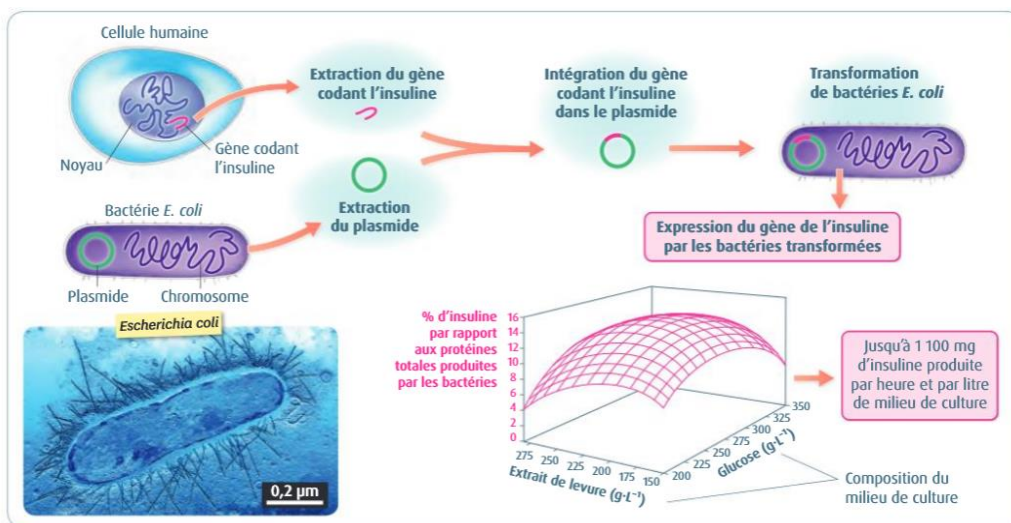 Cellule humaine
Noyau
Gène codant
l'insuline
Extraction du gène
codant l'insuline
Intégration du gène
codant l'insuline
dans le plasmide
Transformation
de bactéries E. coli
Bactérie E. coli
Plasmide
Chromosome
Extraction
du plasmide
Expression du gène de l'insuline
par les bactéries transformées
Escherichia coli
0,2 µm
% d'insuline
par rapport
aux protéines
totales produites
par les bactéries
16
14
12
10
8
6
4
2
0
275
250
225
200
175
150
Extrait de levure (g·L⁻¹)
200
225
250
275
300
325
350
Glucose (g·L⁻¹)
Jusqu'à 1 100 mg
d'insuline produite
par heure et par litre
de milieu de culture
Composition du
milieu de culture